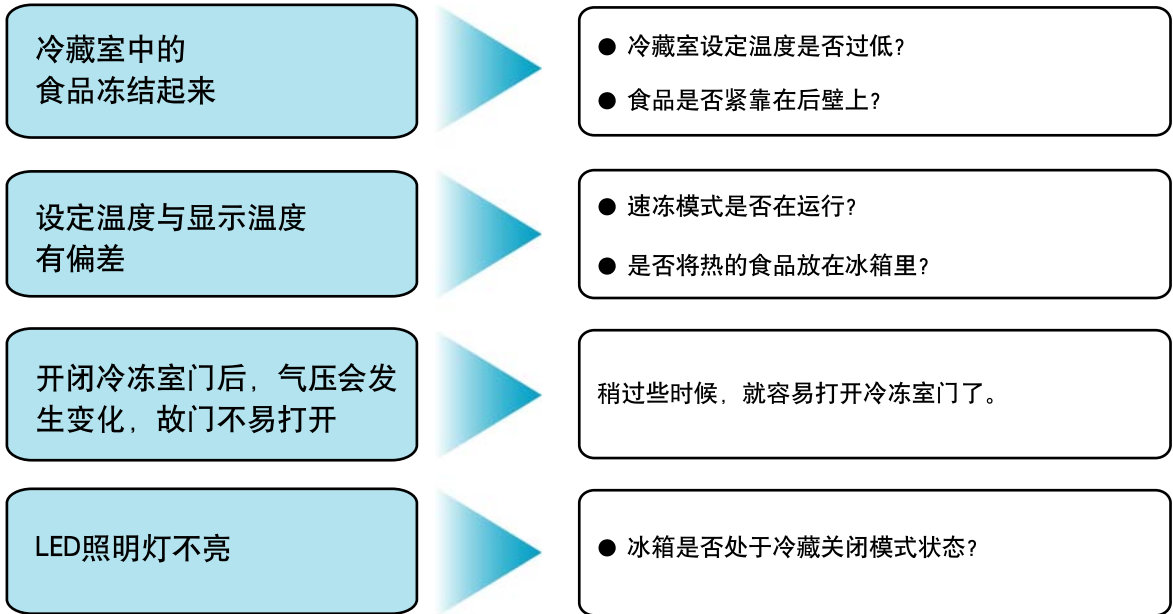 冷藏室中的
食品冻结起来
● 冷藏室设定温度是否过低?
● 食品是否紧靠在后壁上?
设定温度与显示温度
有偏差
● 速冻模式是否在运行?
● 是否将热的食品放在冰箱里?
开闭冷冻室门后，气压会发
生变化，故门不易打开
稍过些时候，就容易打开冷冻室门了。
LED照明灯不亮
● 冰箱是否处于冷藏关闭模式状态?